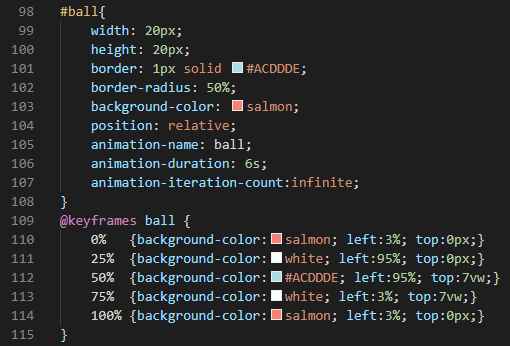 98 #ball{
99 width: 20px;
100 height: 20px;
101 border: 1px solid #ACDDDE;
102 border-radius: 50%;
103 background-color: salmon;
104 position: relative;
105 animation-name: ball;
106 animation-duration: 6s;
107 animation-iteration-count:infinite;
108 }
109 @keyframes ball {
110 0% {background-color:salmon; left:3%; top:0px;}
111 25% {background-color:white; left:95%; top:0px;}
112 50% {background-color:#ACDDDE; left:95%; top:7vw;}
113 75% {background-color:white; left:3%; top:7vw;}
114 100% {background-color:salmon; left:3%; top:0px;}
115 }